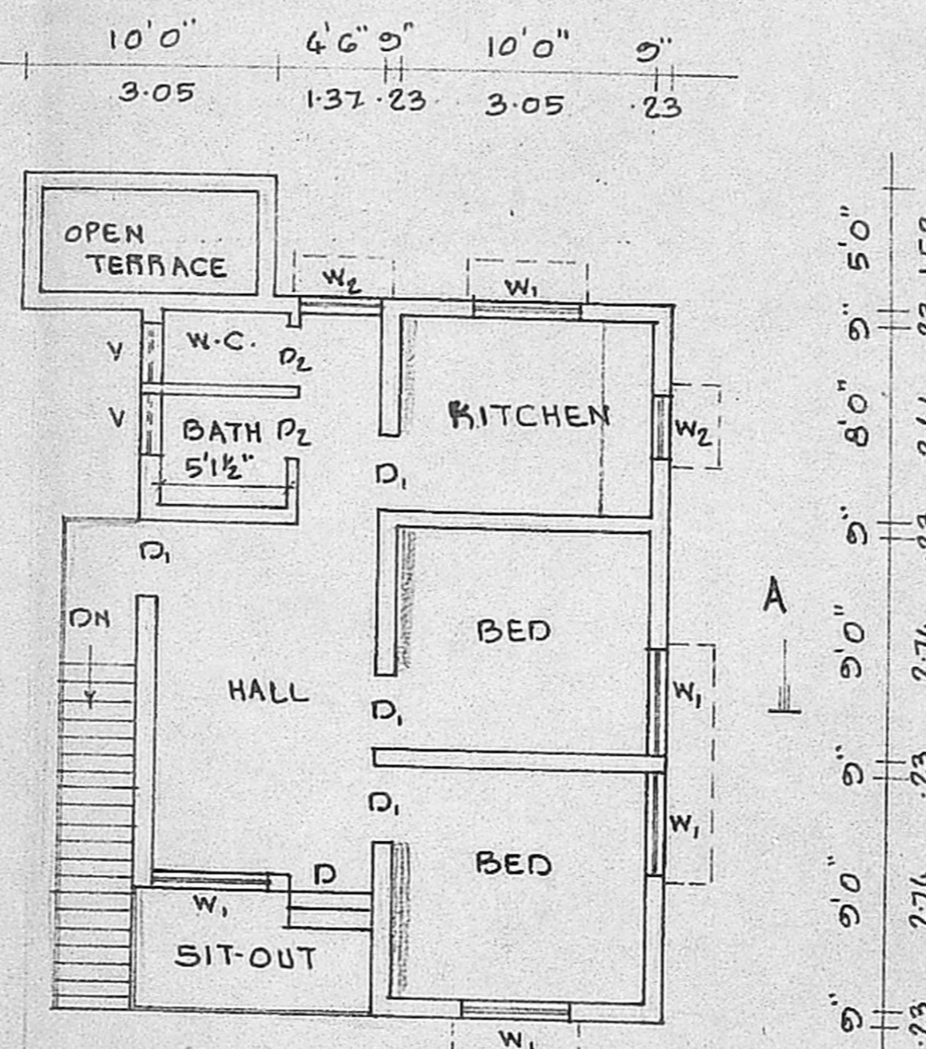 10'0" 4'6" 9" 10'0" 9"
3.05 1.37 .23 3.05 .23
OPEN
TERRACE
W2
W1
V
W.C.
D2
V
BATH D2
5'1½"
KITCHEN
W2
D1
D1
DN
HALL
BED
A
W1
D1
D1
W1
BED
D
W1
SIT-OUT
W1
5'0"
9"
8'0"
9"
9'0"
9"
.23
9'0
9"
.23